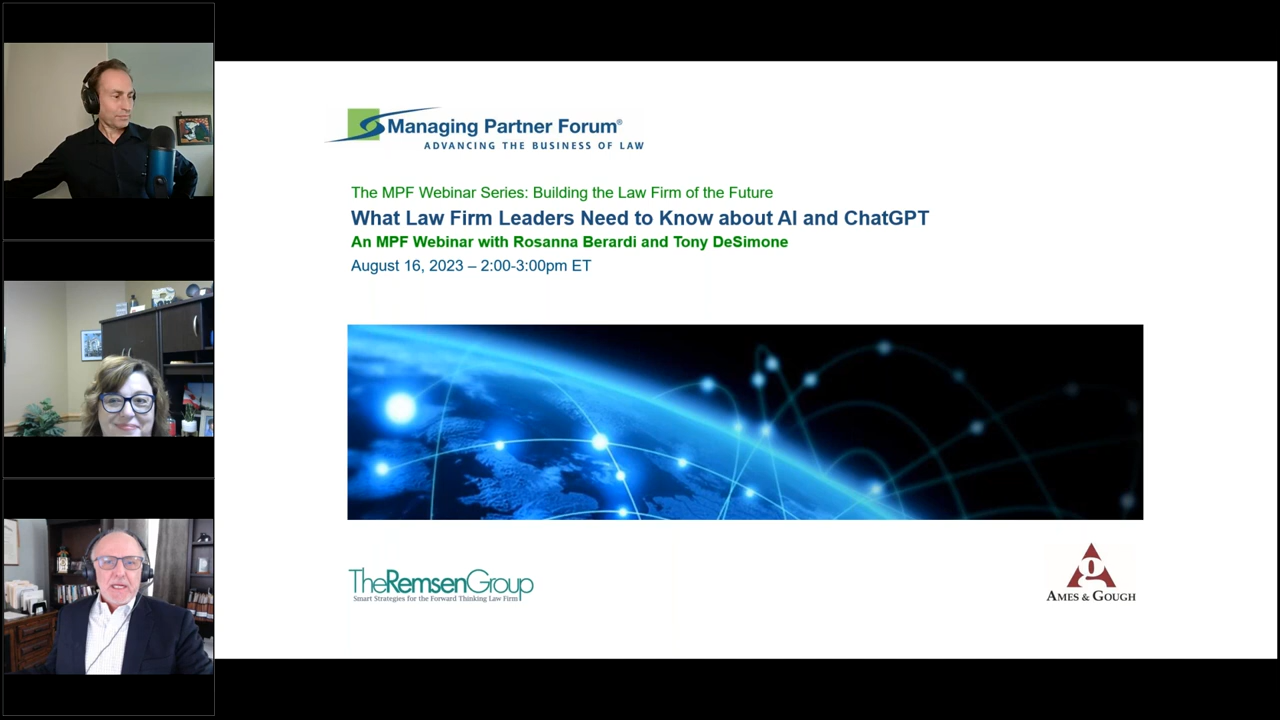 Managing Partner Forum®
ADVANCING THE BUSINESS OF LAW
The MPF Webinar Series: Building the Law Firm of the Future
What Law Firm Leaders Need to Know about AI and ChatGPT
An MPF Webinar with Rosanna Berardi and Tony DeSimone
August 16, 2023 – 2:00-3:00pm ET
TheRemsenGroup
Smart Strategies for the Forward Thinking Law Firm
AMES & GOUGH